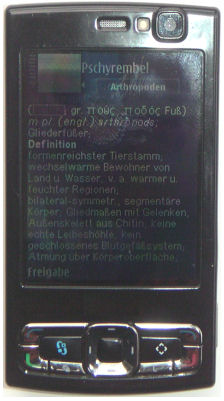 Pschyrembel
Arthropoden
gr. πούς, ποδός Fuß)
m pl: (engl.) arthropods;
Gliederfüßer;
Definition
formenreichster Tierstamm;
wechselwarme Bewohner von
Land u. Wasser, v. a. warmer u.
feuchter Regionen;
bilateral-symmetr., segmentäre
Körper, Gliedmaßen mit Gelenken,
Außenskelett aus Chitin, keine
echte Leibeshöhle, kein
geschlossenes Blutgefäßsystem,
Atmung über Körperoberfläche,
Freigabe